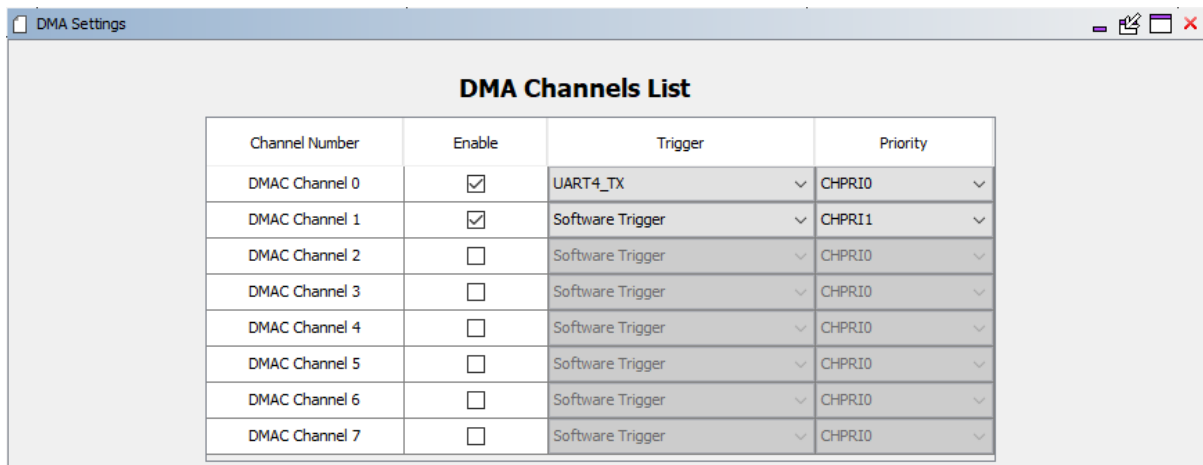 DMA Settings
DMA Channels List
Channel Number Enable Trigger Priority
DMAC Channel 0 UART4_TX CHPRI0
DMAC Channel 1 Software Trigger CHPRI1
DMAC Channel 2 Software Trigger CHPRI0
DMAC Channel 3 Software Trigger CHPRI0
DMAC Channel 4 Software Trigger CHPRI0
DMAC Channel 5 Software Trigger CHPRI0
DMAC Channel 6 Software Trigger CHPRI0
DMAC Channel 7 Software Trigger CHPRI0